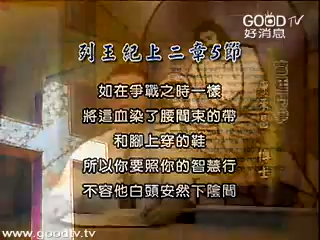 GOOD TV
好消息
列王紀上二章5節
如在爭戰之時一樣
將這血染了腰間束的帶
和腳上穿的鞋
所以你要照你的智慧行
不容他白頭安然下陰間
博士
www.goodtv.tv